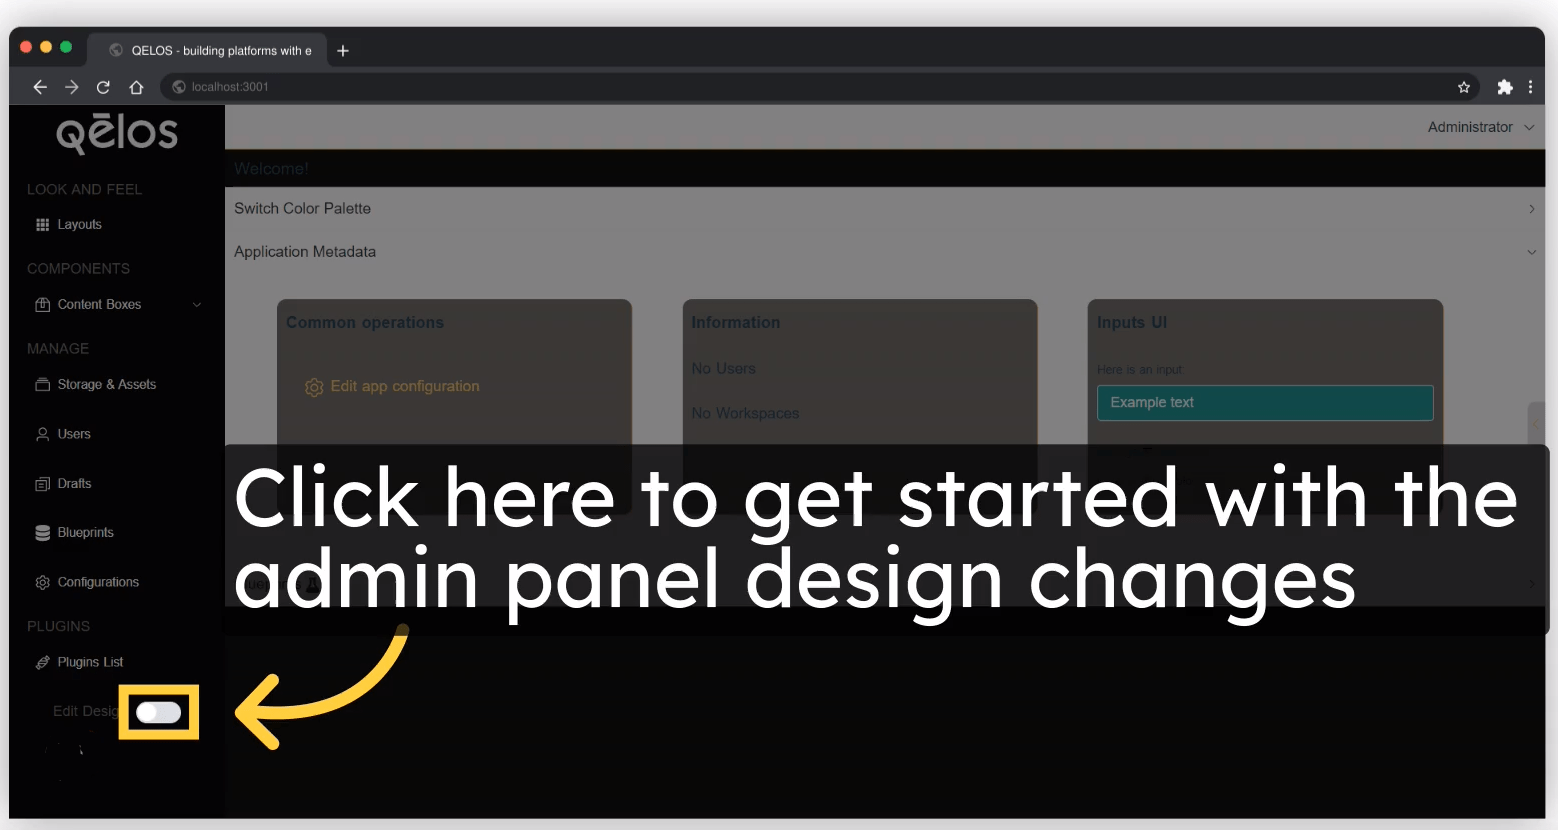 QELOS - building platforms with e
localhost:3001
qēlos
Administrator
Welcome!
LOOK AND FEEL
Switch Color Palette
Layouts
Application Metadata
COMPONENTS
Content Boxes
Common operations
Information
Inputs UI
MANAGE
No Users
Here is an input:
Storage & Assets
Edit app configuration
Example text
No Workspaces
Users
Drafts
Click here to get started with the
admin panel design changes
Blueprints
Configurations
PLUGINS
Plugins List
Edit Desig